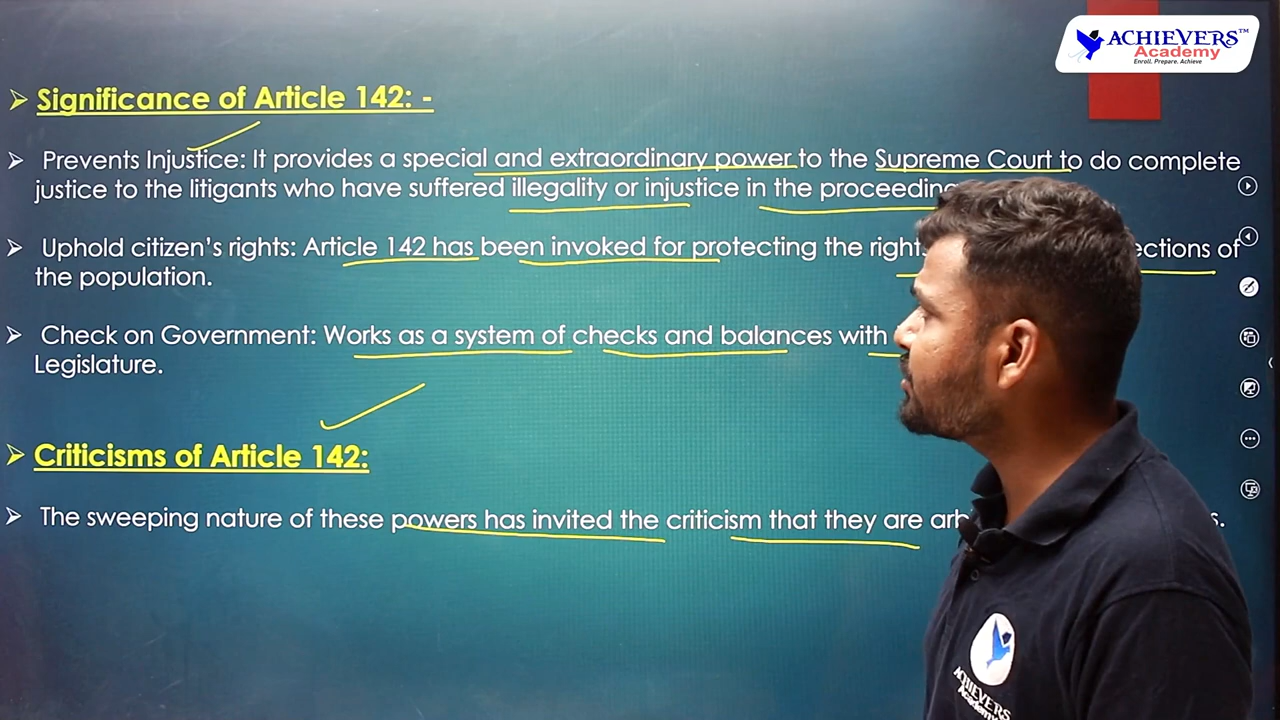 ACHIEVERS™
Academy
Enroll. Prepare. Achieve
Significance of Article 142: -
Prevents Injustice: It provides a special and extraordinary power to the Supreme Court to do complete
justice to the litigants who have suffered illegality or injustice in the
Uphold citizen's rights: Article 142 has been invoked for protecting the of
the population.
Check on Government: Works as a system of checks and balances with
Legislature.
Criticisms of Article 142:
The sweeping nature of these powers has invited the criticism that they are
ACHIEVERS
Academy